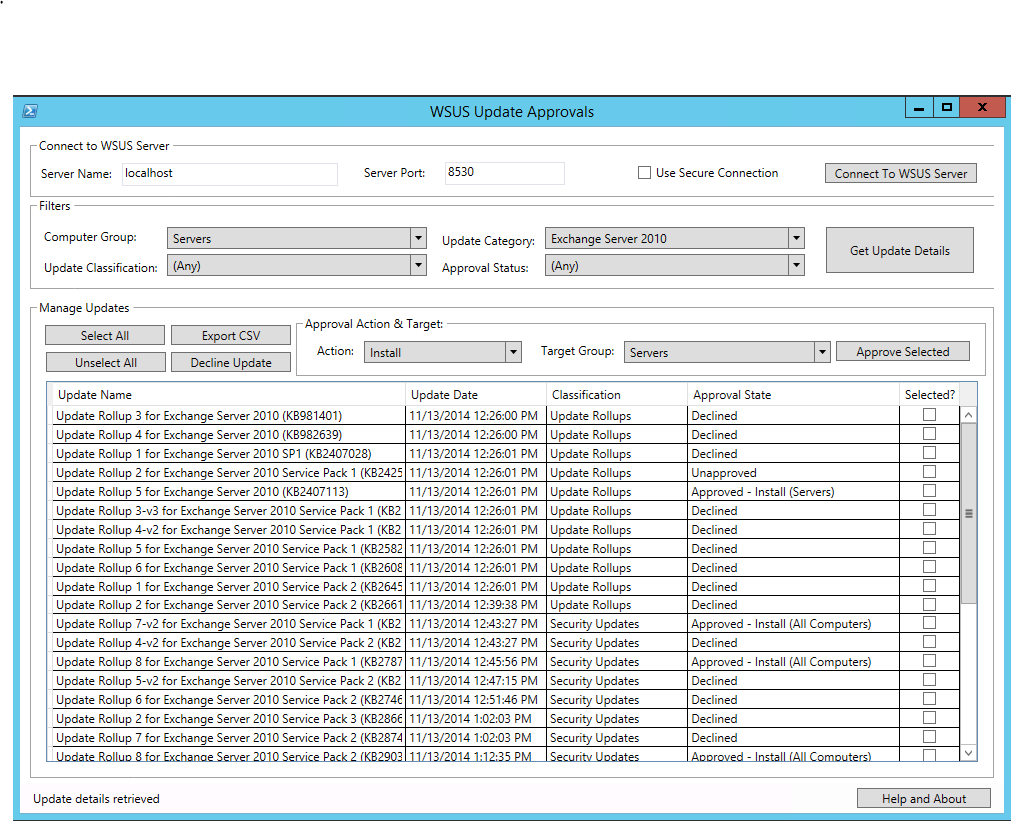 WSUS Update Approvals
Connect to WSUS Server
Server Name: localhost Server Port: 8530 Use Secure Connection Connect To WSUS Server
Filters
Computer Group: Servers Update Category: Exchange Server 2010 Get Update Details
Update Classification: (Any) Approval Status: (Any)
Manage Updates
Select All Export CSV Approval Action & Target:
Unselect All Decline Update Action: Install Target Group: Servers Approve Selected
Update Name Update Date Classification Approval State Selected?
Update Rollup 3 for Exchange Server 2010 (KB981401) 11/13/2014 12:26:00 PM Update Rollups Declined
Update Rollup 4 for Exchange Server 2010 (KB982639) 11/13/2014 12:26:00 PM Update Rollups Declined
Update Rollup 1 for Exchange Server 2010 SP1 (KB2407028) 11/13/2014 12:26:01 PM Update Rollups Declined
Update Rollup 2 for Exchange Server 2010 Service Pack 1 (KB2425 11/13/2014 12:26:01 PM Update Rollups Unapproved
Update Rollup 5 for Exchange Server 2010 (KB2407113) 11/13/2014 12:26:01 PM Update Rollups Approved - Install (Servers)
Update Rollup 3-v3 for Exchange Server 2010 Service Pack 1 (KB2 11/13/2014 12:26:01 PM Update Rollups Declined
Update Rollup 4-v2 for Exchange Server 2010 Service Pack 1 (KB2 11/13/2014 12:26:01 PM Update Rollups Declined
Update Rollup 5 for Exchange Server 2010 Service Pack 1 (KB2582 11/13/2014 12:26:01 PM Update Rollups Declined
Update Rollup 6 for Exchange Server 2010 Service Pack 1 (KB2608 11/13/2014 12:26:01 PM Update Rollups Declined
Update Rollup 1 for Exchange Server 2010 Service Pack 2 (KB2645 11/13/2014 12:26:01 PM Update Rollups Declined
Update Rollup 2 for Exchange Server 2010 Service Pack 2 (KB2661 11/13/2014 12:39:38 PM Update Rollups Declined
Update Rollup 7-v2 for Exchange Server 2010 Service Pack 1 (KB2 11/13/2014 12:43:27 PM Security Updates Approved - Install (All Computers)
Update Rollup 4-v2 for Exchange Server 2010 Service Pack 2 (KB2 11/13/2014 12:43:27 PM Security Updates Declined
Update Rollup 8 for Exchange Server 2010 Service Pack 1 (KB2787 11/13/2014 12:45:56 PM Security Updates Approved - Install (All Computers)
Update Rollup 5-v2 for Exchange Server 2010 Service Pack 2 (KB2 11/13/2014 12:47:15 PM Security Updates Declined
Update Rollup 6 for Exchange Server 2010 Service Pack 2 (KB2746 11/13/2014 12:51:46 PM Security Updates Declined
Update Rollup 2 for Exchange Server 2010 Service Pack 3 (KB2866 11/13/2014 1:02:03 PM Security Updates Declined
Update Rollup 7 for Exchange Server 2010 Service Pack 2 (KB2874 11/13/2014 1:02:03 PM Security Updates Declined
Update Rollup 8 for Exchange Server 2010 Service Pack 2 (KB2903 11/13/2014 1:12:35 PM Security Updates Approved - Install (All Computers)
Update details retrieved Help and About